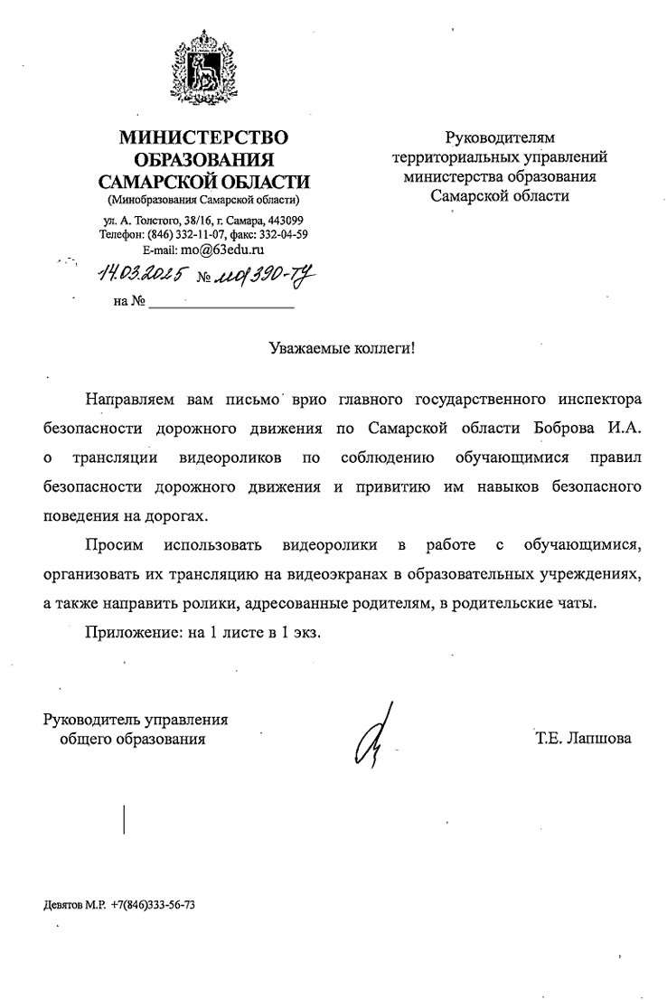 МИНИСТЕРСТВО
ОБРАЗОВАНИЯ
САМАРСКОЙ ОБЛАСТИ
(Минобразования Самарской области)
ул. А. Толстого, 38/16, г. Самара, 443099
Телефон: (846) 332-11-07, факс: 332-04-59
E-mail: mo@63edu.ru
14.03.2025 № мо/390-ту
на №
Руководителям
территориальных управлений
министерства образования
Самарской области
Уважаемые коллеги!
Направляем вам письмо врио главного государственного инспектора
безопасности дорожного движения по Самарской области Боброва И.А.
о трансляции видеороликов по соблюдению обучающимися правил
безопасности дорожного движения и привитию им навыков безопасного
поведения на дорогах.
Просим использовать видеоролики в работе с обучающимися,
организовать их трансляцию на видеоэкранах в образовательных учреждениях,
а также направить ролики, адресованные родителям, в родительские чаты.
Приложение: на 1 листе в 1 экз.
Руководитель управления
общего образования
Т.Е. Лапшова
Девятов М.Р. +7(846)333-56-73